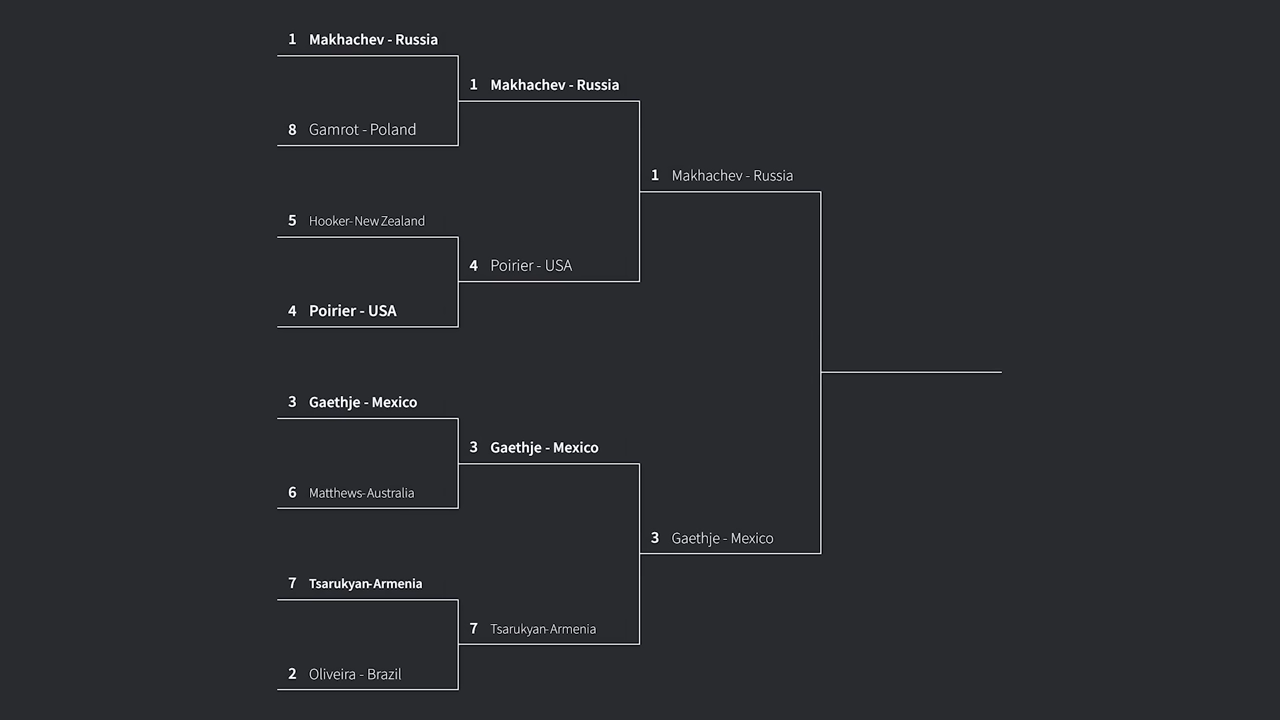 1 Makhachev - Russia
8 Gamrot - Poland
5 Hooker- New Zealand
4 Poirier - USA
3 Gaethje - Mexico
6 Matthews- Australia
7 Tsarukyan-Armenia
2 Oliveira - Brazil
1 Makhachev - Russia
4 Poirier - USA
3 Gaethje - Mexico
7 Tsarukyan- Armenia
1 Makhachev - Russia
3 Gaethje - Mexico